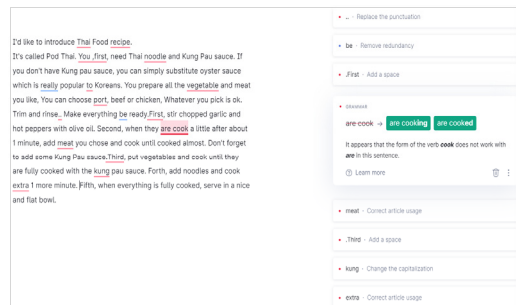 I'd like to introduce Thai Food recipe.
It's called Pod Thai. You ,first, need Thai noodle and Kung Pau sauce. If
you don't have Kung pau sauce, you can simply substitute oyster sauce
which is really popular to Koreans. You prepare all the vegetable and meat
you like, You can choose port, beef or chicken, Whatever you pick is ok.
Trim and rinse.. Make everything be ready.First, stir chopped garlic and
hot peppers with olive oil. Second, when they are cook a little after about
1 minute, add meat you chose and cook until cooked almost. Don't forget
to add some Kung Pau sauce.Third, put vegetables and cook until they
are fully cooked with the kung pau sauce. Forth, add noodles and cook
extra 1 more minute. Fifth, when everything is fully cooked, serve in a nice
and flat bowl.
.. · Replace the punctuation
be · Remove redundancy
.First · Add a space
GRAMMAR
are cook → are cooking are cooked
It appears that the form of the verb cook does not work with
are in this sentence.
Learn more
meat · Correct article usage
.Third · Add a space
kung · Change the capitalization
extra · Correct article usage